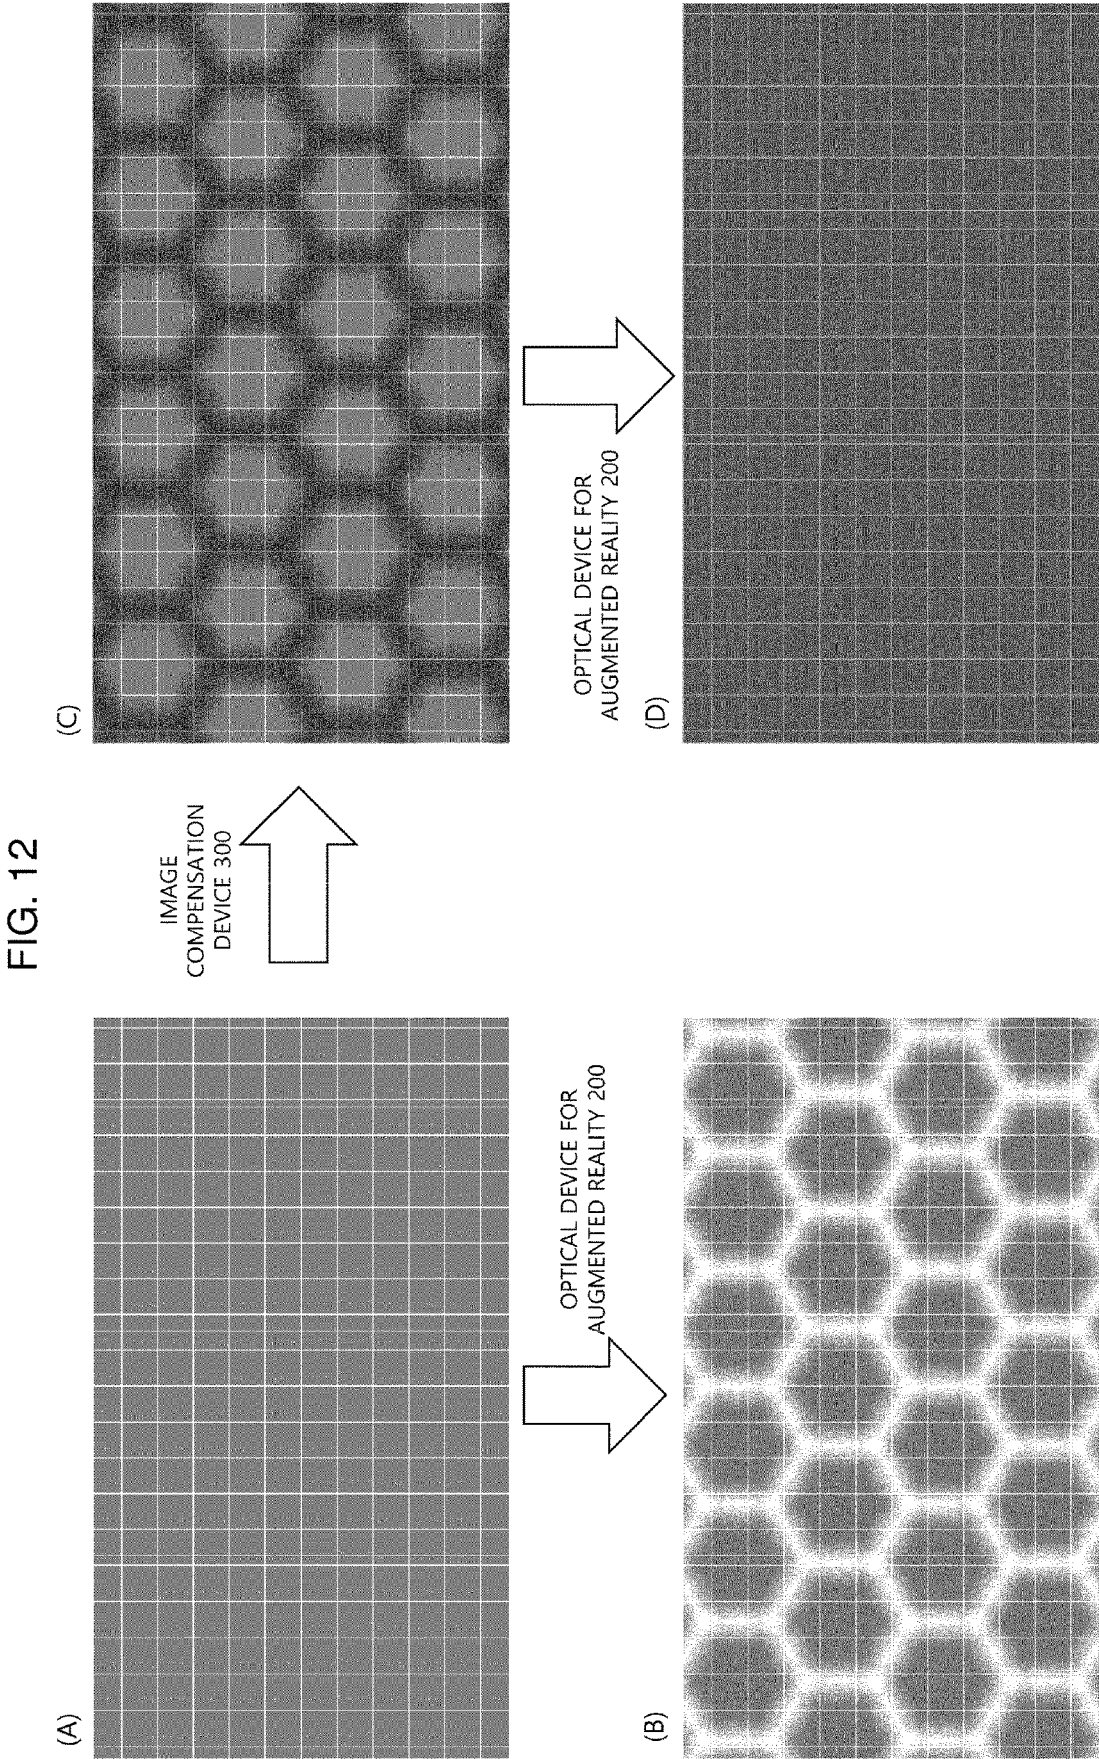 FIG. 12
(A)
IMAGE
COMPENSATION
DEVICE 300
(C)
OPTICAL DEVICE FOR
AUGMENTED REALITY 200
OPTICAL DEVICE FOR
AUGMENTED REALITY 200
(B)
(D)